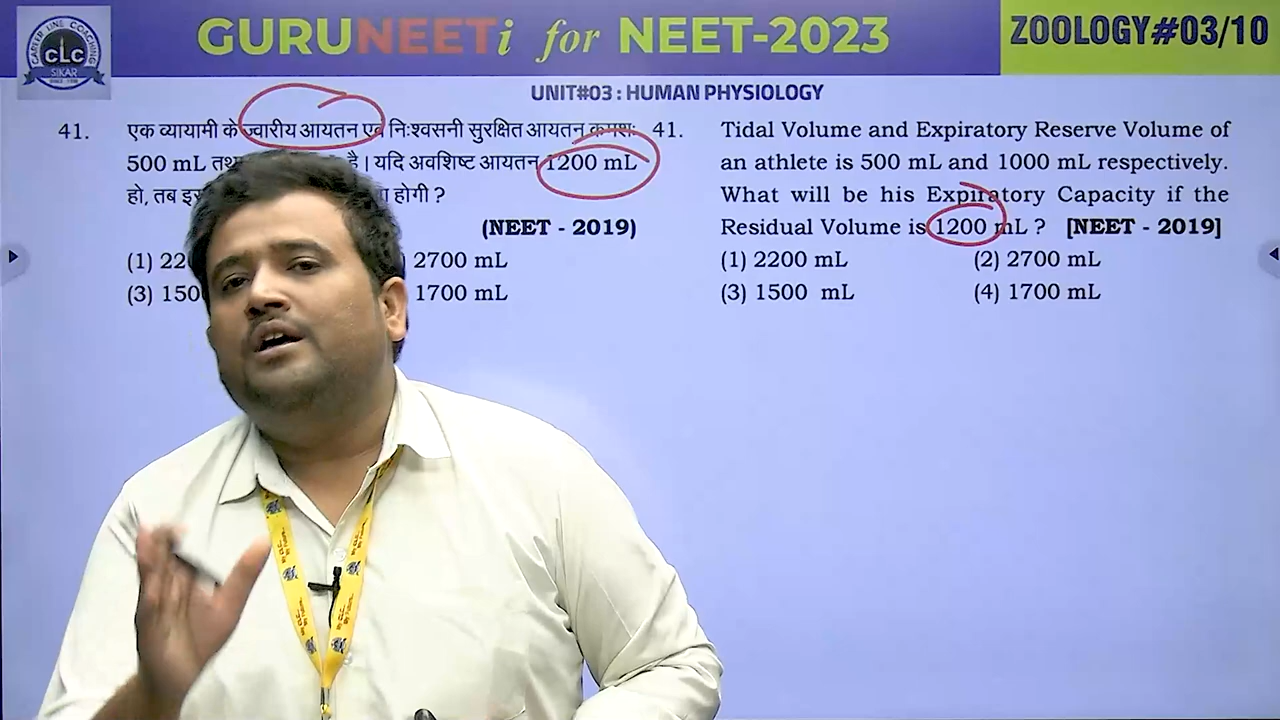 CAREER LINE COACHING
CLC
SIKAR
GURUNEETi for NEET-2023
ZOOLOGY#03/10
UNIT#03 : HUMAN PHYSIOLOGY
41. एक व्यायामी के ज्वारीय आयतन एवं निःश्वसनी सुरक्षित आयतन क्रमशः
500 mL है। यदि अवशिष्ट आयतन 1200 mL
हो, तब होगी ?
(NEET - 2019)
(1) 2700 mL
(3) 1700 mL
41. Tidal Volume and Expiratory Reserve Volume of
an athlete is 500 mL and 1000 mL respectively.
What will be his Expiratory Capacity if the
Residual Volume is 1200 mL ? [NEET - 2019]
(1) 2200 mL (2) 2700 mL
(3) 1500 mL (4) 1700 mL